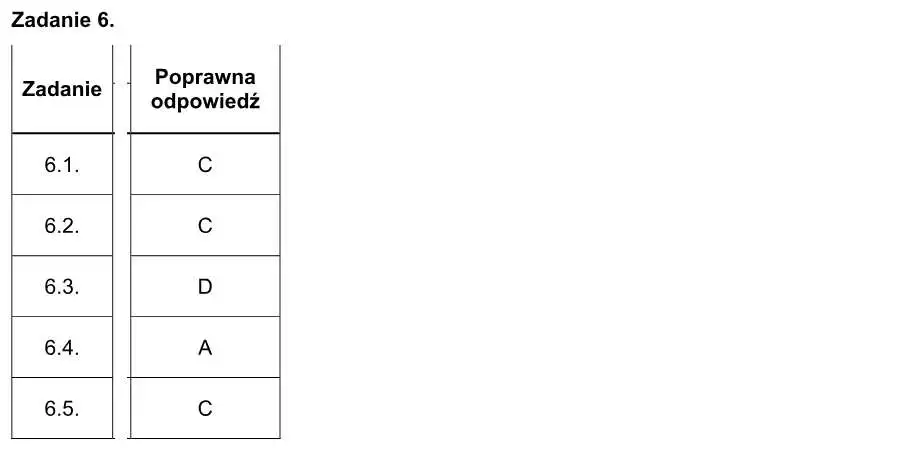 Zadanie 6.
Zadanie
Poprawna
odpowiedź
6.1. C
6.2. C
6.3. D
6.4. A
6.5. C